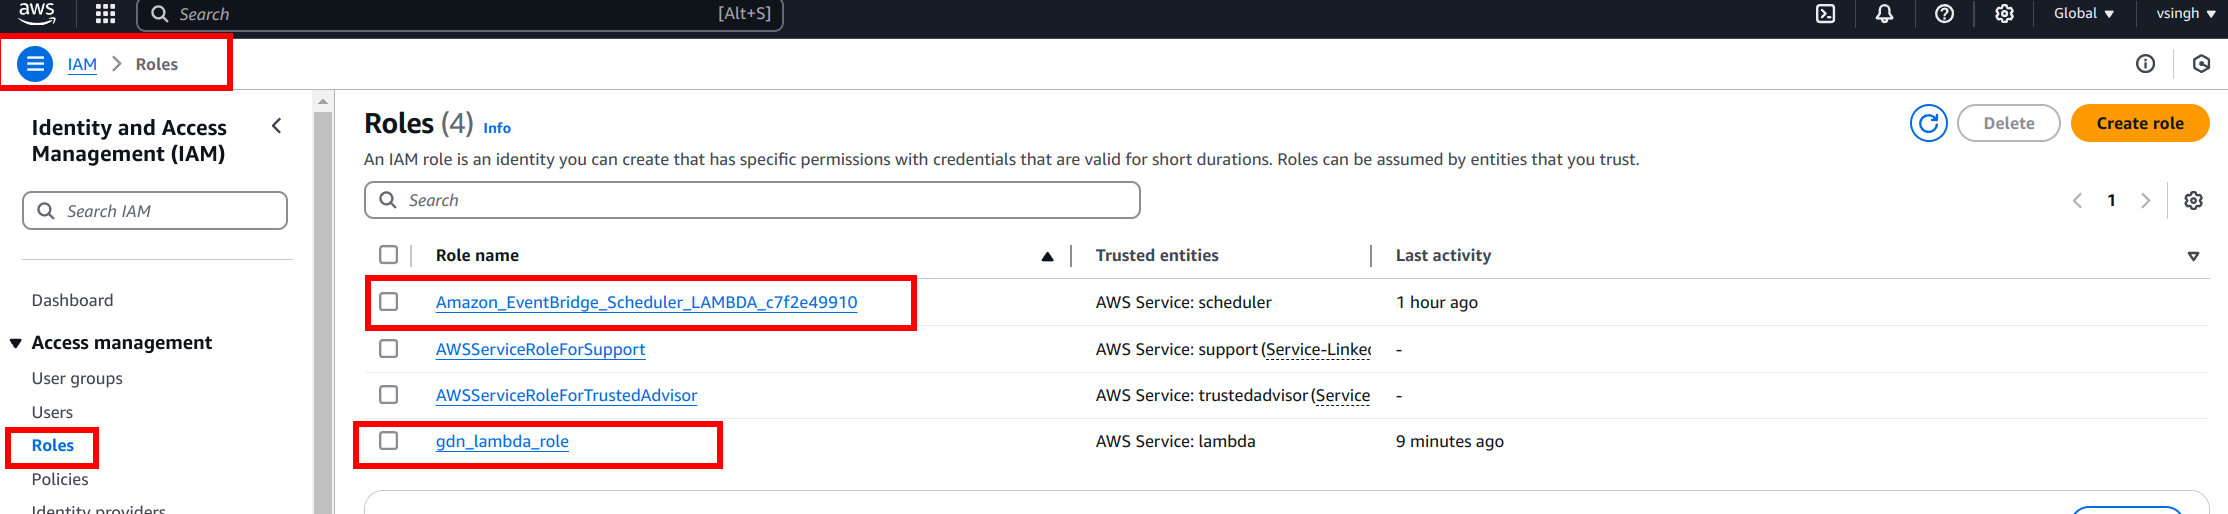 aws
Search [Alt+S] Global vsingh
IAM Roles
Identity and Access
Management (IAM)
Search IAM
Dashboard
Access management
User groups
Users
Roles
Policies
Identity providers
Roles (4) Info
Delete
Create role
An IAM role is an identity you can create that has specific permissions with credentials that are valid for short durations. Roles can be assumed by entities that you trust.
Search
1
Role name Trusted entities Last activity
Amazon_EventBridge_Scheduler_LAMBDA_c7f2e49910 AWS Service: scheduler 1 hour ago
AWSServiceRoleForSupport AWS Service: support (Service-Linked -
AWSServiceRoleForTrustedAdvisor AWS Service: trustedadvisor (Service -
gdn_lambda_role AWS Service: lambda 9 minutes ago